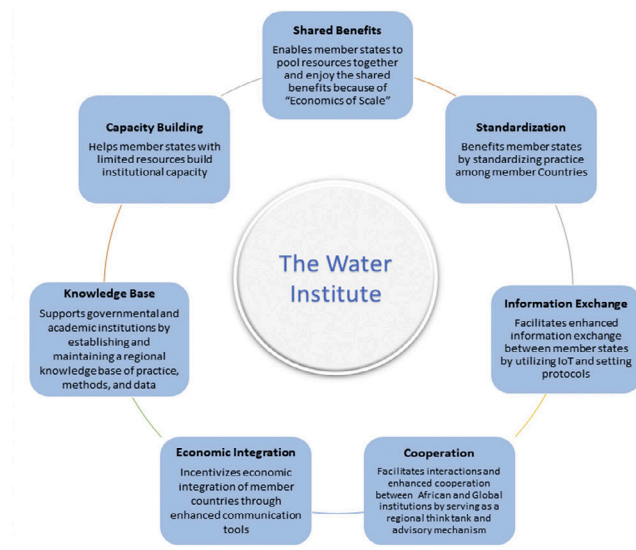 Shared Benefits
Enables member states to
pool resources together
and enjoy the shared
benefits because of
“Economics of Scale”
Standardization
Benefits member states
by standardizing practice
among member Countries
Information Exchange
Facilitates enhanced
information exchange
between member states
by utilizing IoT and setting
protocols
Cooperation
Facilitates interactions and
enhanced cooperation
between African and Global
institutions by serving as a
regional think tank and
advisory mechanism
Economic Integration
Incentivizes economic
integration of member
countries through
enhanced communication
tools
Knowledge Base
Supports governmental and
academic institutions by
establishing and
maintaining a regional
knowledge base of practice,
methods, and data
Capacity Building
Helps member states with
limited resources build
institutional capacity
The Water
Institute